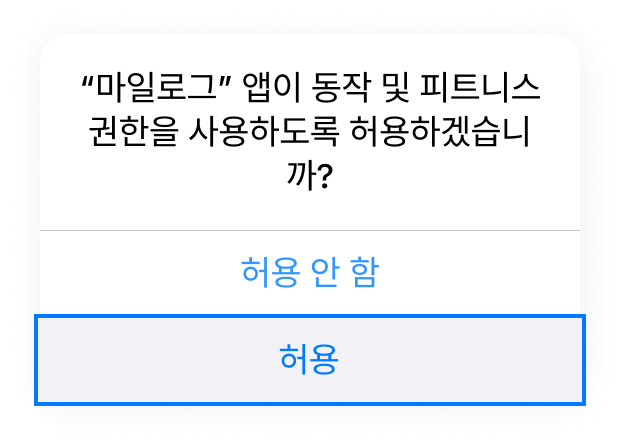 “마일로그” 앱이 동작 및 피트니스
권한을 사용하도록 허용하겠습니
까?
허용 안 함
허용